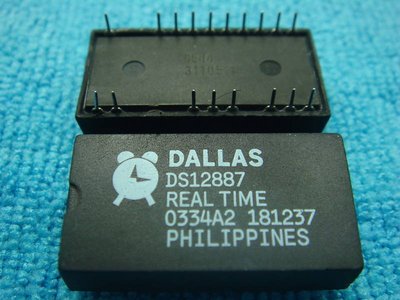 DALLAS
DS12887
REAL TIME
0334A2 181237
PHILIPPINES